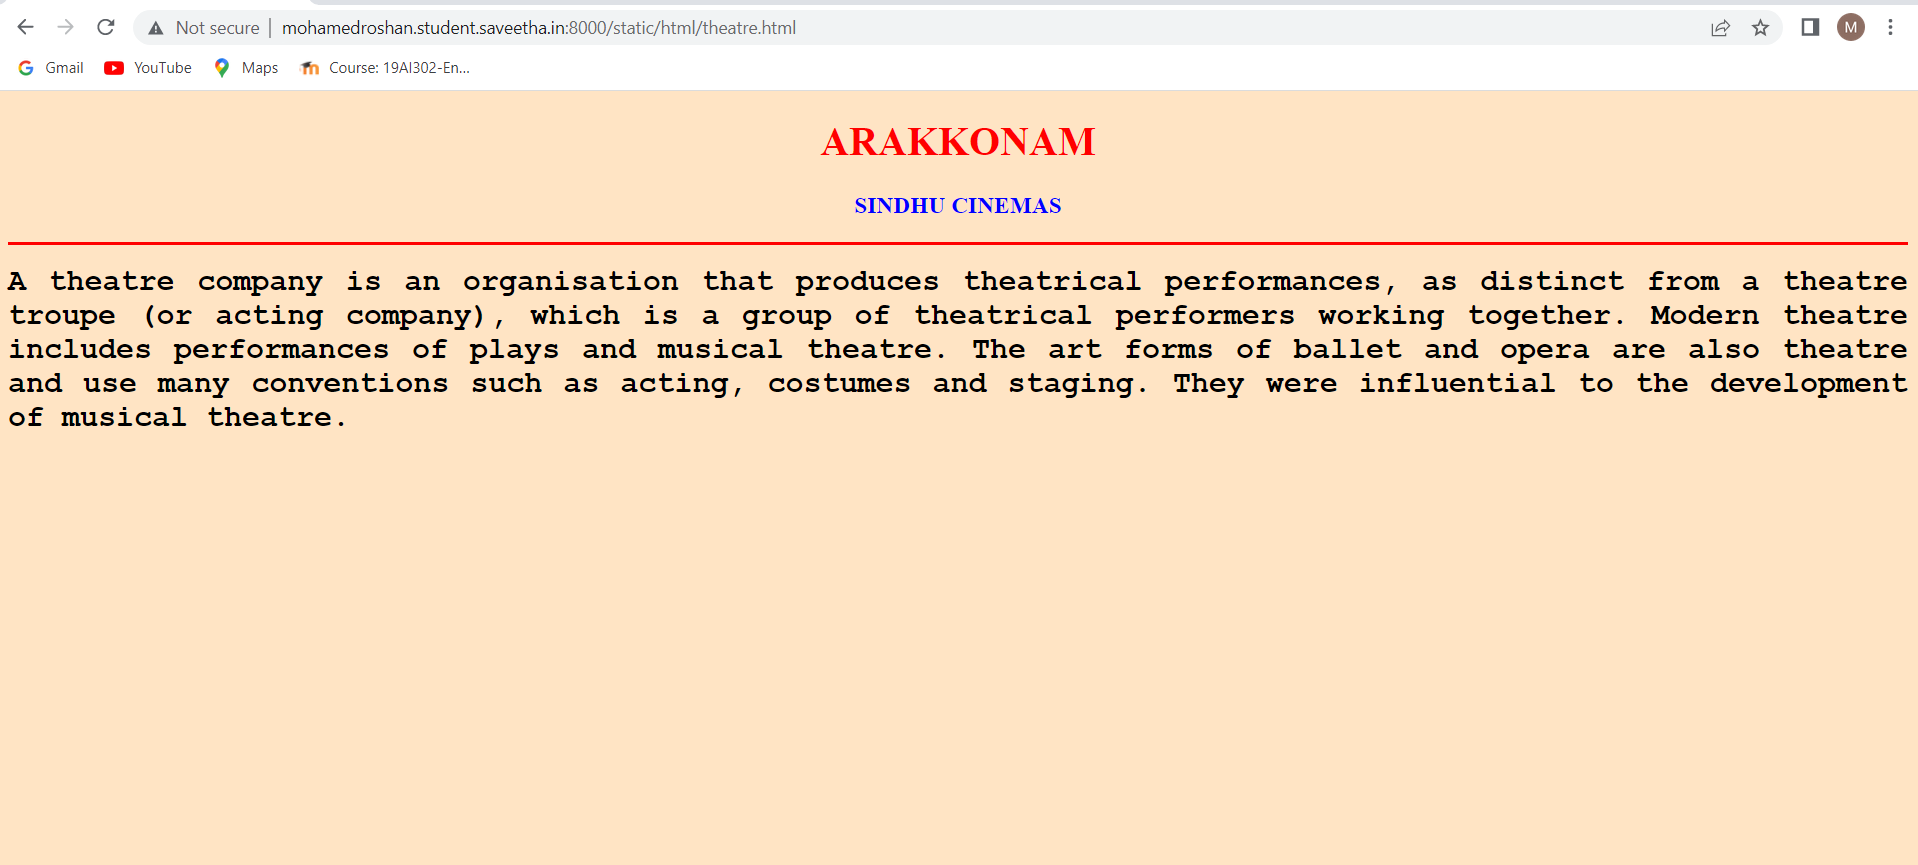 Not secure | mohamedroshan.student.saveetha.in:8000/static/html/theatre.html
M
Gmail YouTube Maps Course: 19AI302-En...
ARAKKONAM
SINDHU CINEMAS
A theatre company is an organisation that produces theatrical performances, as distinct from a theatre
troupe (or acting company), which is a group of theatrical performers working together. Modern theatre
includes performances of plays and musical theatre. The art forms of ballet and opera are also theatre
and use many conventions such as acting, costumes and staging. They were influential to the development
of musical theatre.